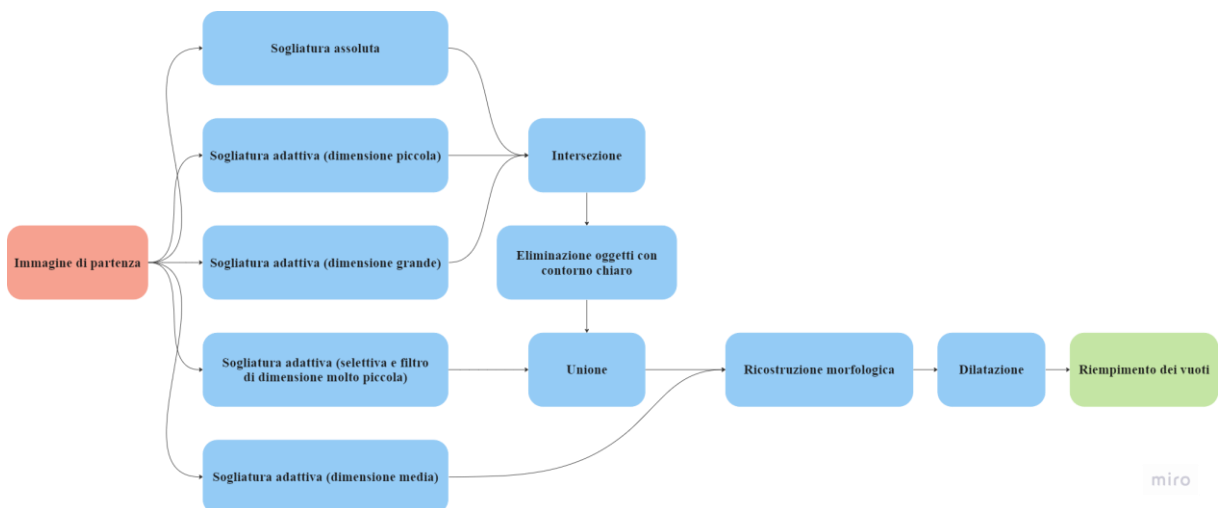 Sogliatura assoluta
Sogliatura adattiva (dimensione piccola)
Intersezione
Immagine di partenza
Sogliatura adattiva (dimensione grande)
Eliminazione oggetti con
contorno chiaro
Sogliatura adattiva (selettiva e filtro
di dimensione molto piccola)
Unione
Ricostruzione morfologica
Dilatazione
Riempimento dei vuoti
Sogliatura adattiva (dimensione media)
miro